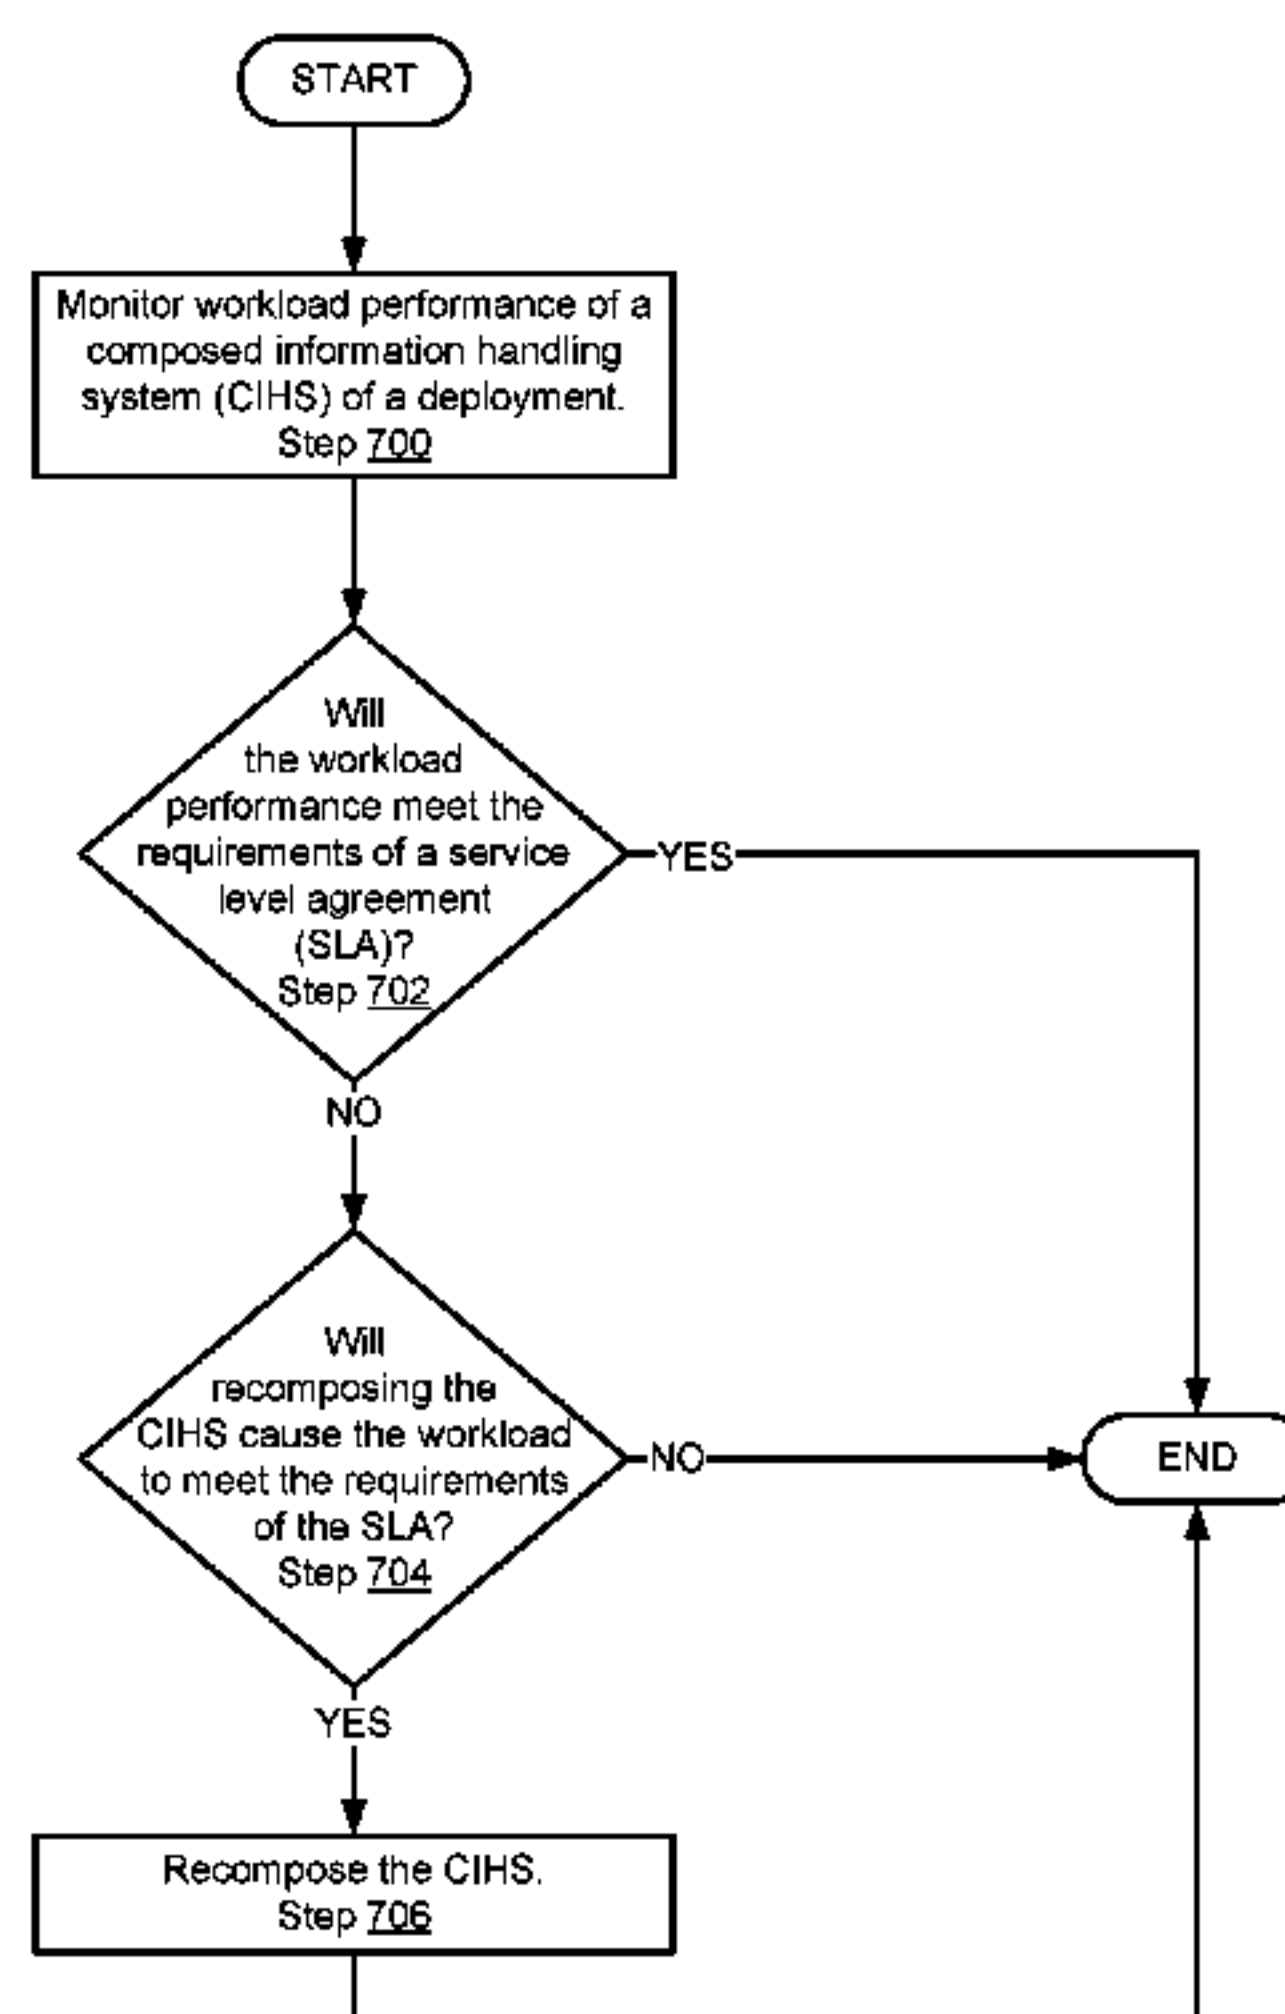 START
Monitor workload performance of a
composed information handling
system (CIHS) of a deployment.
Step 700
Will
the workload
performance meet the
requirements of a service
level agreement
(SLA)?
Step 702
YES
NO
Will
recomposing the
CIHS cause the workload
to meet the requirements
of the SLA?
Step 704
NO
END
YES
Recompose the CIHS.
Step 706